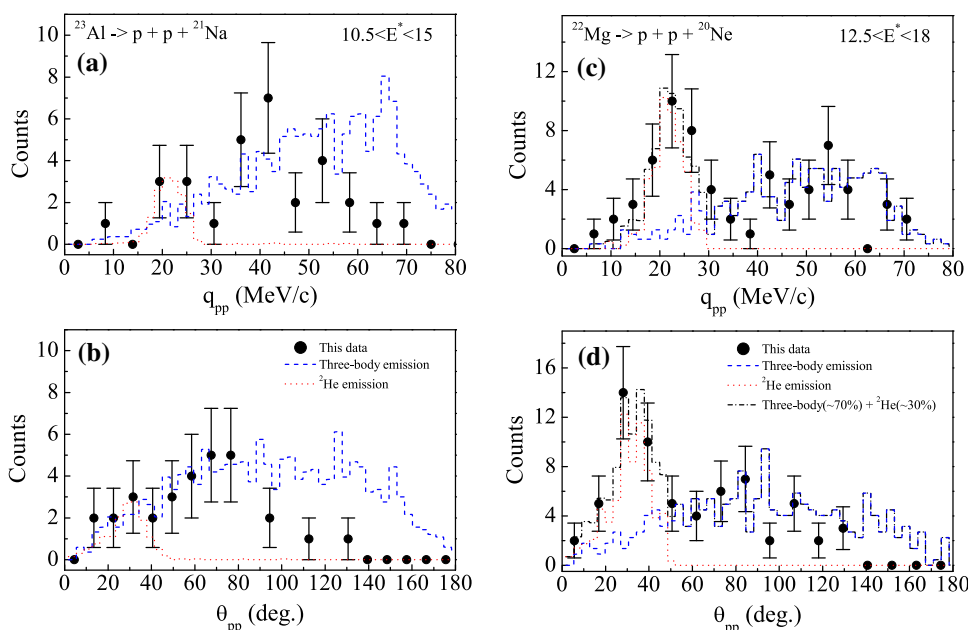 ²³Al -> p + p + ²¹Na 10.5<E*<15
(a)
Counts
10
8
6
4
2
0
0 10 20 30 40 50 60 70 80
q_pp (MeV/c)
²²Mg -> p + p + ²⁰Ne 12.5<E*<18
(c)
Counts
12
8
4
0
0 10 20 30 40 50 60 70 80
q_pp (MeV/c)
(b)
This data
Three-body emission
²He emission
Counts
10
8
6
4
2
0
0 20 40 60 80 100 120 140 160 180
θ_pp (deg.)
(d)
This data
Three-body emission
²He emission
Three-body(~70%) + ²He(~30%)
Counts
16
12
8
4
0
0 20 40 60 80 100 120 140 160 180
θ_pp (deg.)